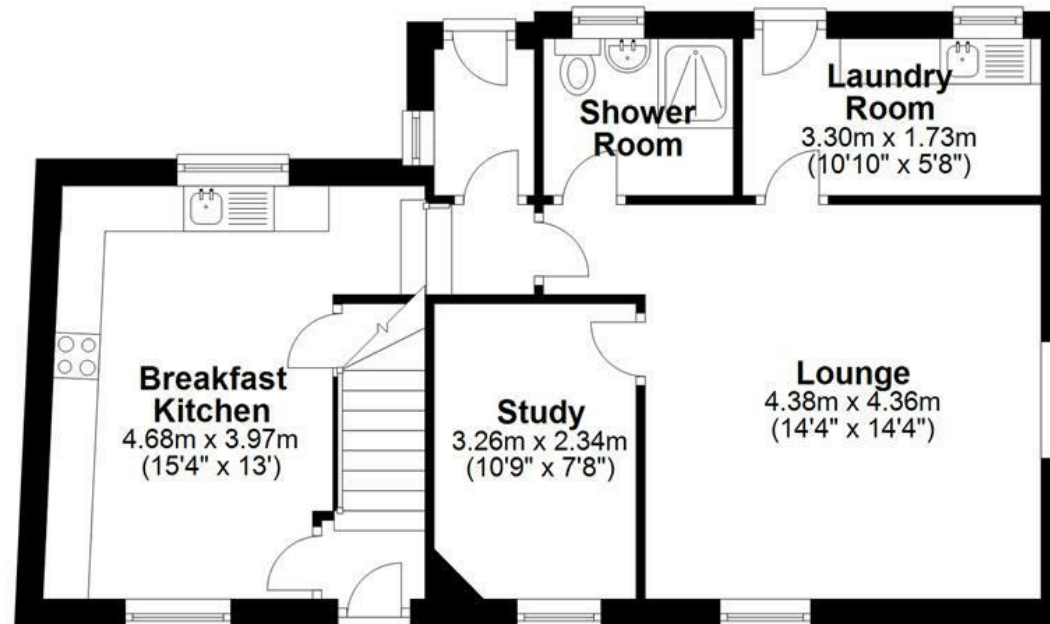 Shower
Room
Laundry
Room
3.30m x 1.73m
(10'10" x 5'8")
Breakfast
Kitchen
4.68m x 3.97m
(15'4" x 13')
Study
3.26m x 2.34m
(10'9" x 7'8")
Lounge
4.38m x 4.36m
(14'4" x 14'4")